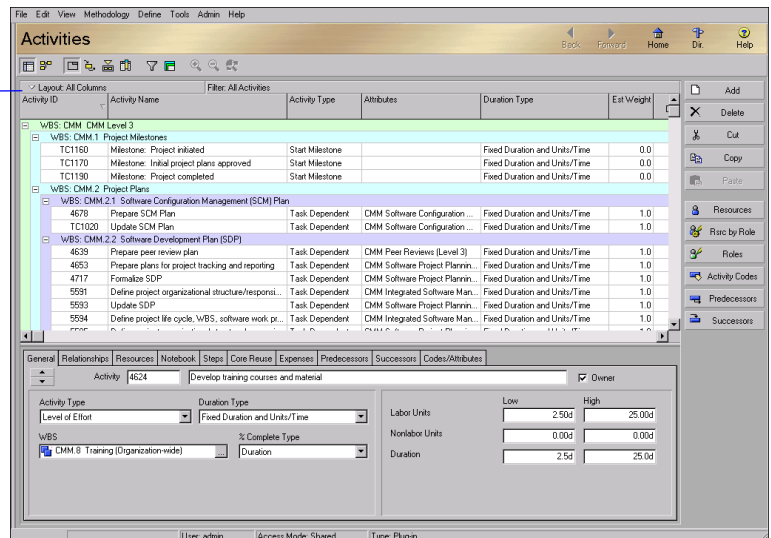 File Edit View Methodology Define Tools Admin Help
Activities
Back Forward Home Dir. Help
Layout: All Columns Filter: All Activities
Activity ID Activity Name Activity Type Attributes Duration Type Est Weight
WBS: CMM CMM Level 3
WBS: CMM.1 Project Milestones
TC1160 Milestone: Project initiated Start Milestone Fixed Duration and Units/Time 0.0
TC1170 Milestone: Initial project plans approved Start Milestone Fixed Duration and Units/Time 0.0
TC1190 Milestone: Project completed Start Milestone Fixed Duration and Units/Time 0.0
WBS: CMM.2 Project Plans
WBS: CMM.2.1 Software Configuration Management (SCM) Plan
4678 Prepare SCM Plan Task Dependent CMM Software Configuration ... Fixed Duration and Units/Time 1.0
TC1020 Update SCM Plan Task Dependent CMM Software Configuration ... Fixed Duration and Units/Time 1.0
WBS: CMM.2.2 Software Development Plan (SDP)
4639 Prepare peer review plan Task Dependent CMM Peer Reviews (Level 3) Fixed Duration and Units/Time 1.0
4653 Prepare plans for project tracking and reporting Task Dependent CMM Software Project Plannin... Fixed Duration and Units/Time 1.0
4717 Formalize SDP Task Dependent CMM Software Project Plannin... Fixed Duration and Units/Time 1.0
5591 Define project organizational structure/responsi... Task Dependent CMM Integrated Software Man... Fixed Duration and Units/Time 1.0
5593 Update SDP Task Dependent CMM Software Project Plannin... Fixed Duration and Units/Time 1.0
5594 Define project life cycle, WBS, software work pr... Task Dependent CMM Integrated Software Man... Fixed Duration and Units/Time 1.0
Add
Delete
Cut
Copy
Paste
Resources
Rsrc by Role
Roles
Activity Codes
Predecessors
Successors
General Relationships Resources Notebook Steps Core Reuse Expenses Predecessors Successors Codes/Attributes
Activity 4624 Develop training courses and material Owner
Activity Type Duration Type
Level of Effort Fixed Duration and Units/Time
WBS % Complete Type
CMM.8 Training (Organization-wide) ... Duration
Low High
Labor Units 2.50d 25.00d
Nonlabor Units 0.00d 0.00d
Duration 2.5d 25.0d
User: admin Access Mode: Shared Type: Plug-in